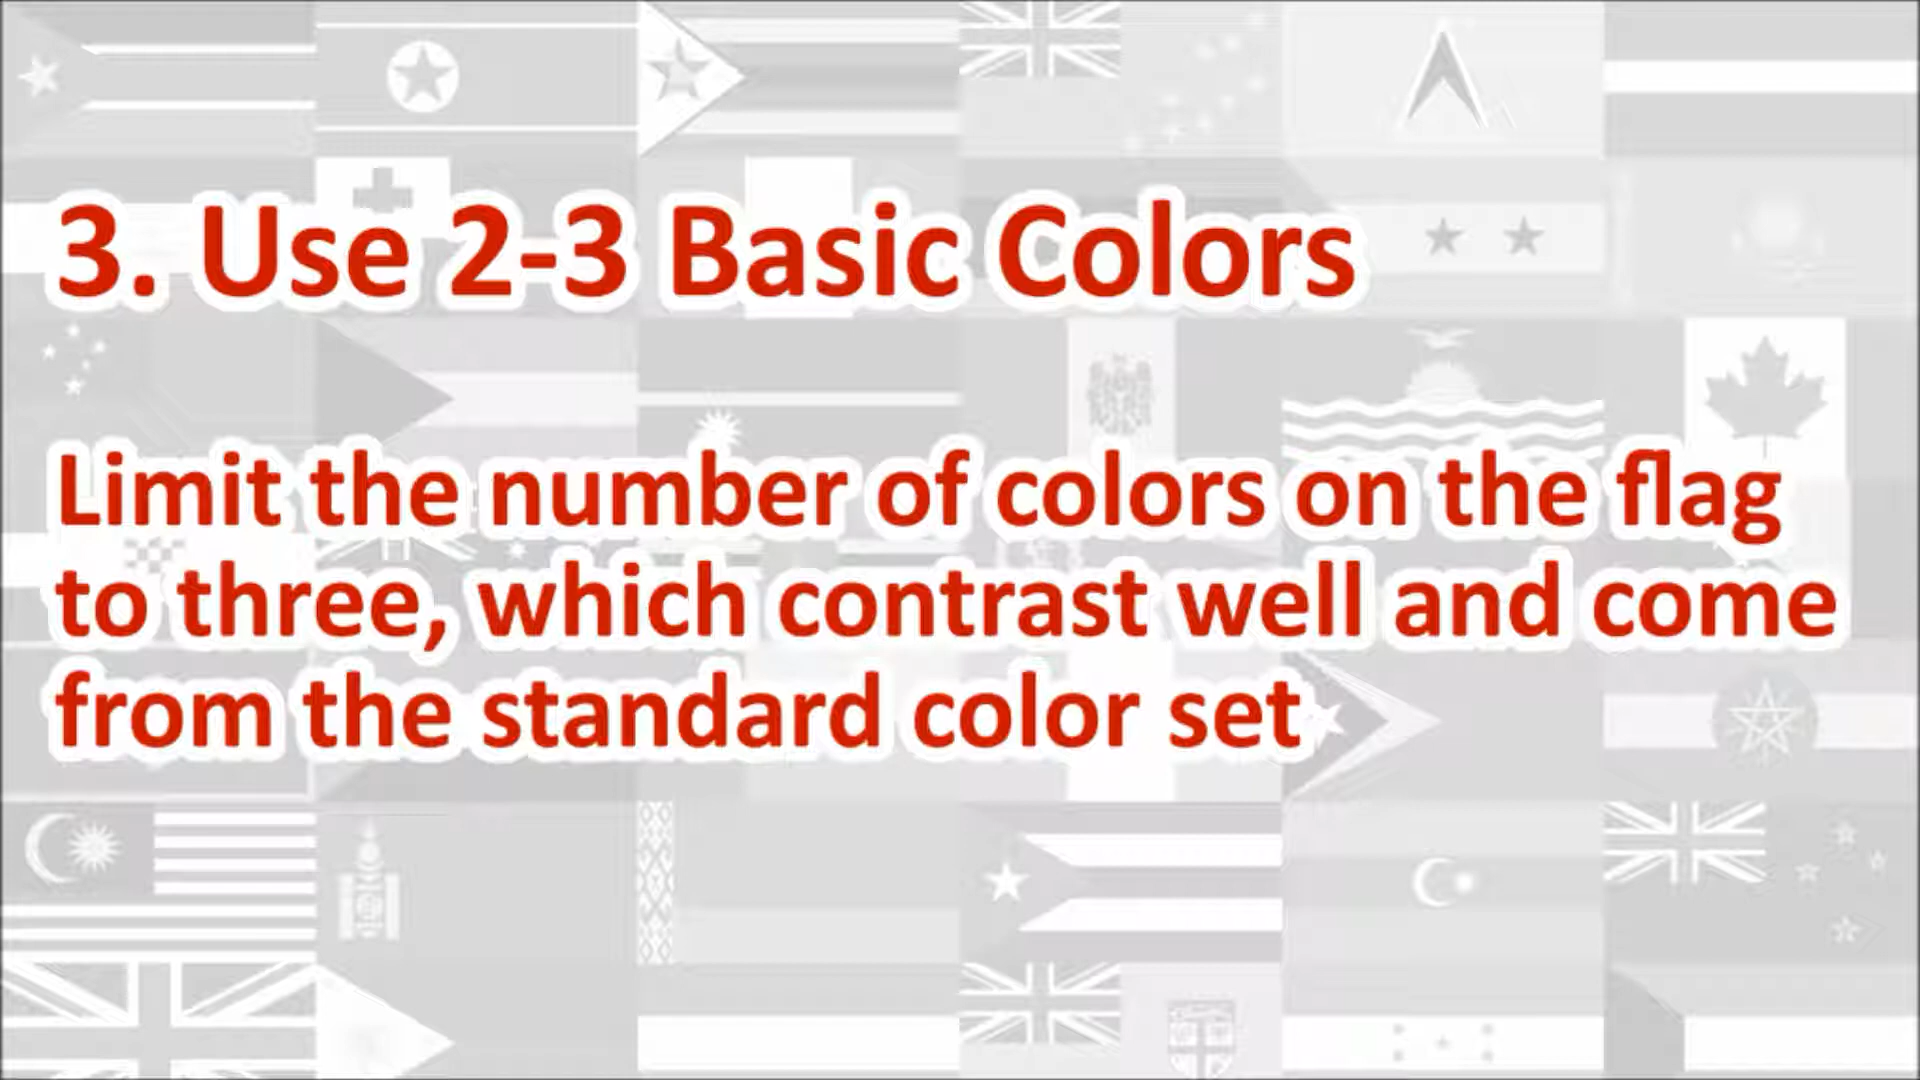 3. Use 2-3 Basic Colors
Limit the number of colors on the flag
to three, which contrast well and come
from the standard color set